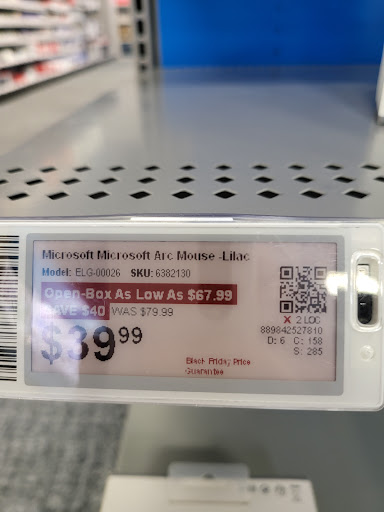 Microsoft Microsoft Arc Mouse -Lilac
Model: ELG-00026 SKU: 6382130
Open-Box As Low As $67.99
SAVE $40 WAS $79.99
$39.99
X 2 LOC
889842527810
D: 6 C: 158
S: 285
Black Friday Price
Guarantee